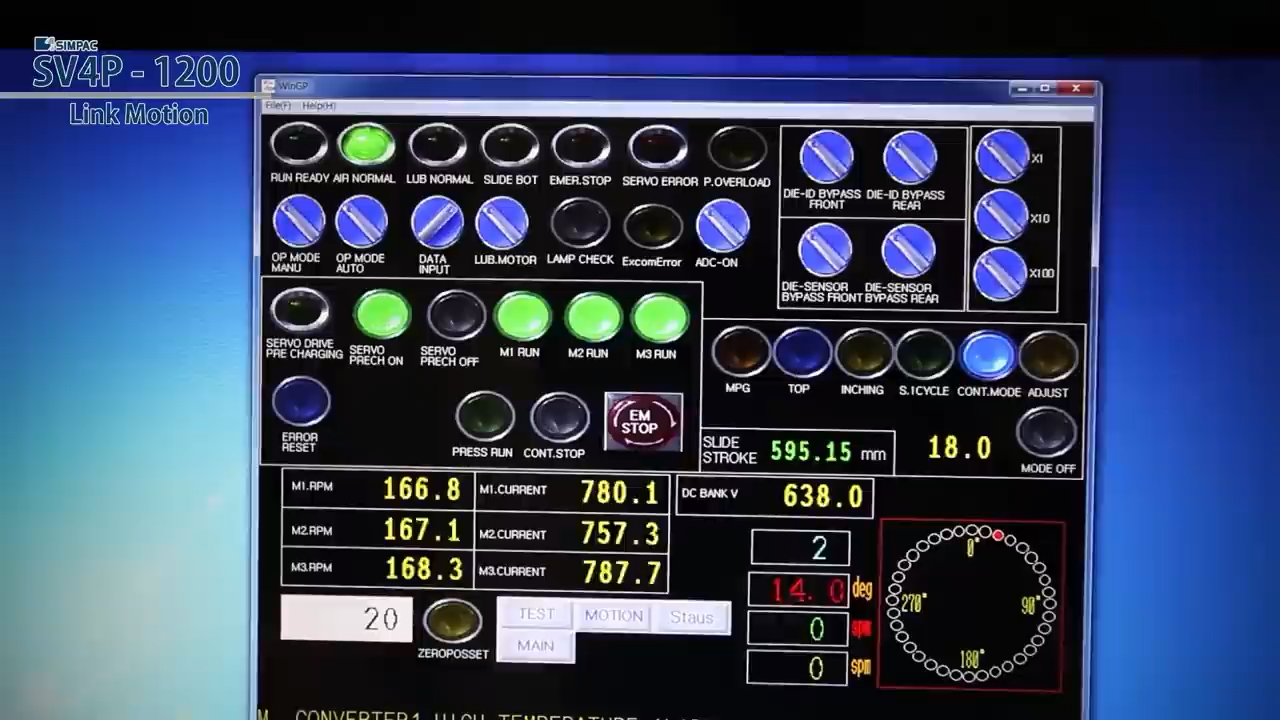 SIMPAC
SV4P - 1200
Link Motion
WinGP
File(F) Help(H)
RUN READY AIR NORMAL LUB NORMAL SLIDE BOT EMER.STOP SERVO ERROR P.OVERLOAD
OP MODE MANU
OP MODE AUTO
DATA INPUT
LUB.MOTOR LAMP CHECK ExcomError ADC-ON
DIE-ID BYPASS FRONT
DIE-ID BYPASS REAR
DIE-SENSOR BYPASS FRONT
DIE-SENSOR BYPASS REAR
X1
X10
X100
SERVO DRIVE PRE CHARGING
SERVO PRECH ON
SERVO PRECH OFF
M1 RUN M2 RUN M3 RUN
ERROR RESET
PRESS RUN CONT.STOP
EM STOP
MPG TOP INCHING S.1CYCLE CONT.MODE ADJUST
SLIDE STROKE 595.15 mm
18.0
MODE OFF
M1.RPM 166.8 M1.CURRENT 780.1
M2.RPM 167.1 M2.CURRENT 757.3
M3.RPM 168.3 M3.CURRENT 787.7
DC BANK V 638.0
2
14.0 deg
0 spm
0 spm
0°
90°
180°
270°
20
ZEROPOSSET
TEST MOTION Staus
MAIN
CONVERTER1 HIGH TEMPERATURE